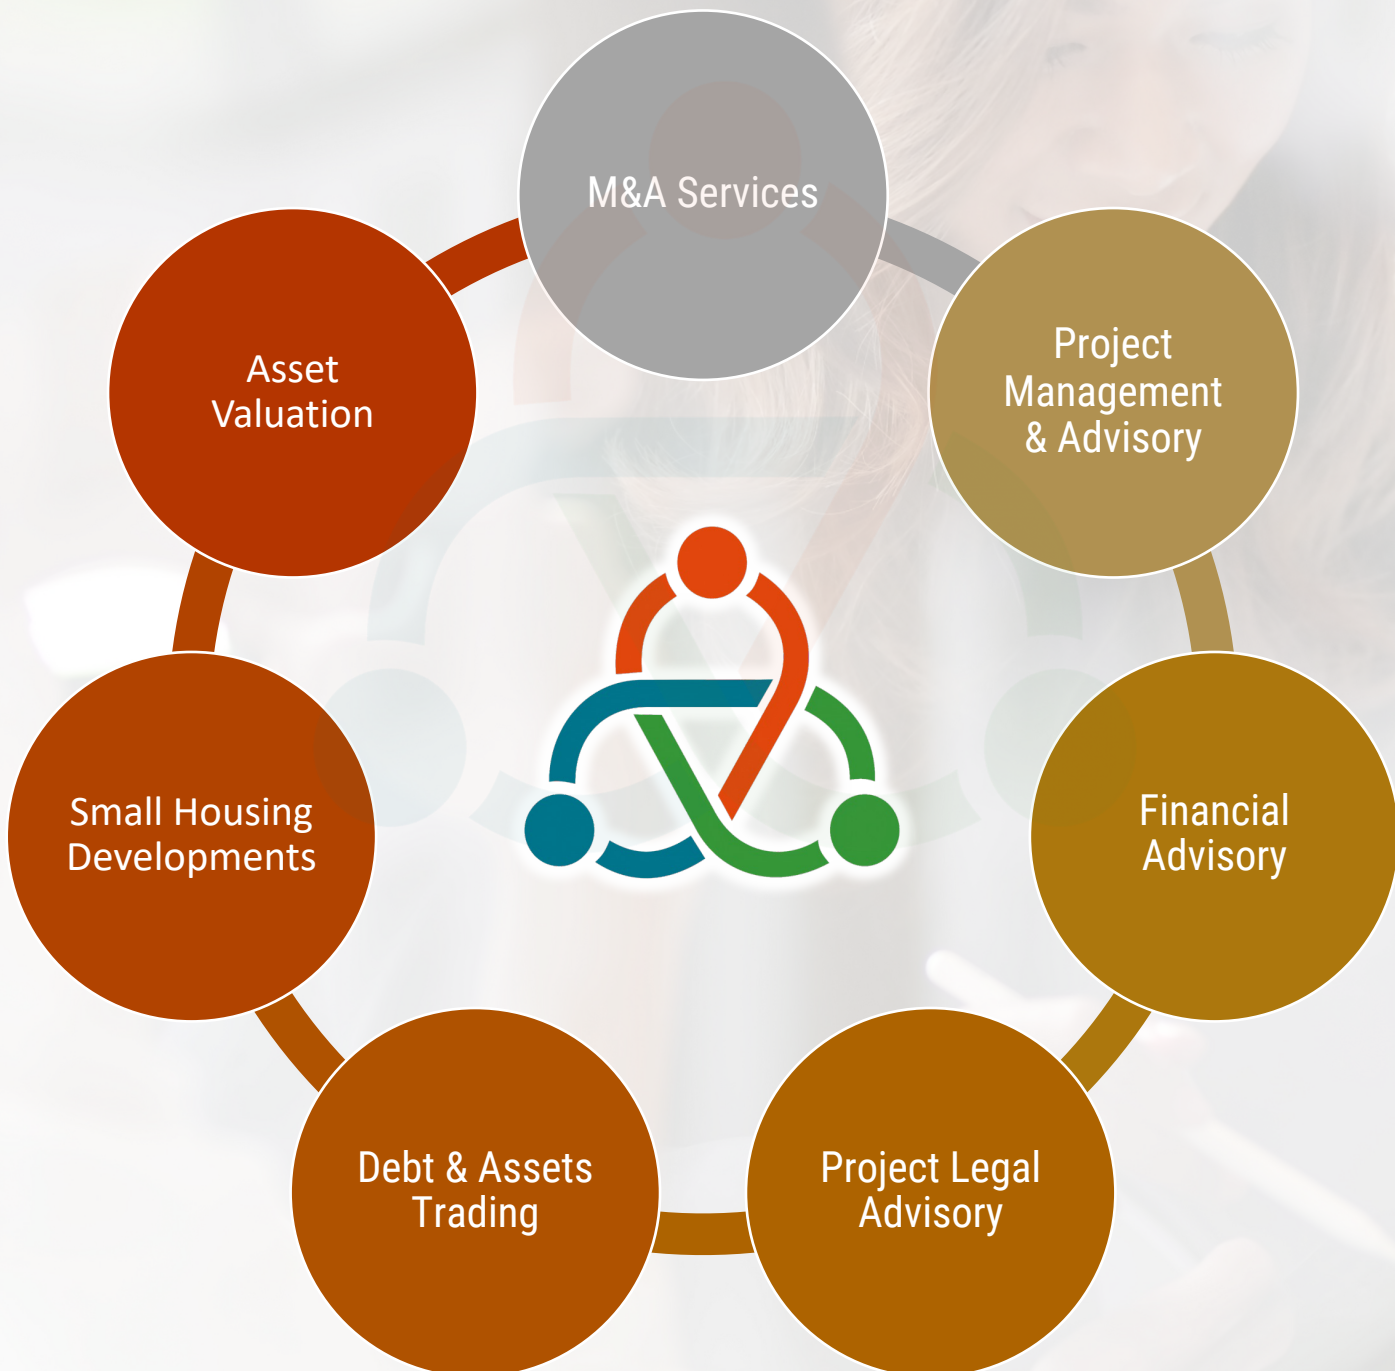 M&A Services
Project
Management
& Advisory
Financial
Advisory
Project Legal
Advisory
Debt & Assets
Trading
Small Housing
Developments
Asset
Valuation